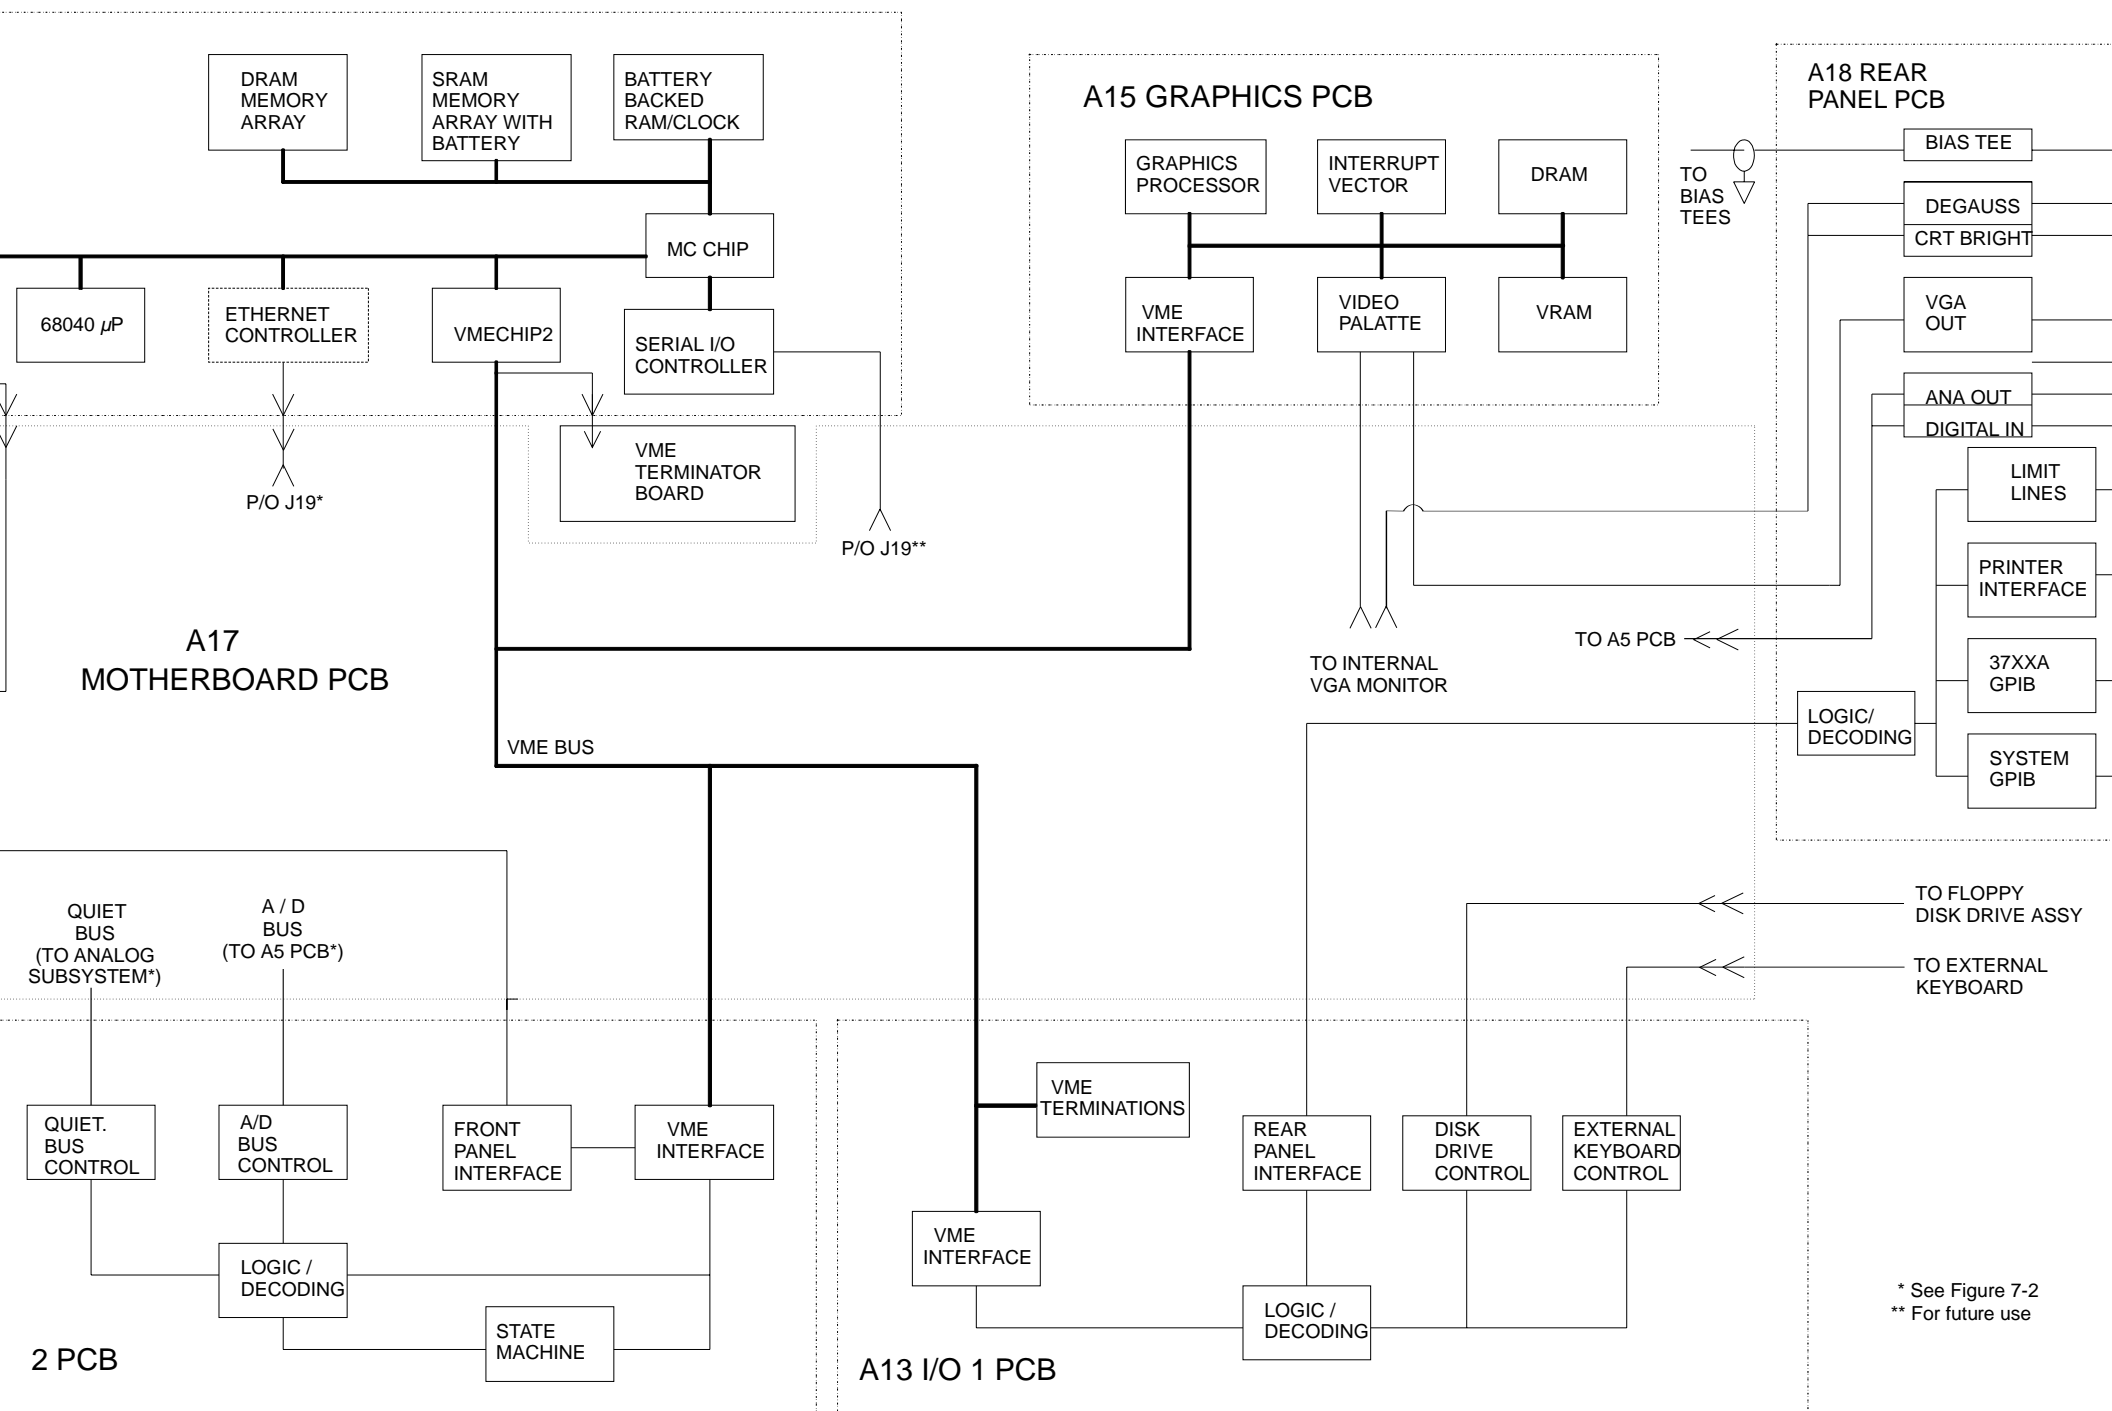 DRAM
MEMORY
ARRAY
SRAM
MEMORY
ARRAY WITH
BATTERY
BATTERY
BACKED
RAM/CLOCK
MC CHIP
68040 µP
ETHERNET
CONTROLLER
VMECHIP2
SERIAL I/O
CONTROLLER
VME
TERMINATOR
BOARD
P/O J19*
P/O J19**
A15 GRAPHICS PCB
GRAPHICS
PROCESSOR
INTERRUPT
VECTOR
DRAM
VME
INTERFACE
VIDEO
PALATTE
VRAM
A18 REAR
PANEL PCB
TO
BIAS
TEES
BIAS TEE
DEGAUSS
CRT BRIGHT
VGA
OUT
ANA OUT
DIGITAL IN
LIMIT
LINES
PRINTER
INTERFACE
37XXA
GPIB
SYSTEM
GPIB
LOGIC/
DECODING
TO A5 PCB
TO INTERNAL
VGA MONITOR
A17
MOTHERBOARD PCB
VME BUS
QUIET
BUS
(TO ANALOG
SUBSYSTEM*)
A / D
BUS
(TO A5 PCB*)
TO FLOPPY
DISK DRIVE ASSY
TO EXTERNAL
KEYBOARD
QUIET.
BUS
CONTROL
A/D
BUS
CONTROL
FRONT
PANEL
INTERFACE
VME
INTERFACE
LOGIC /
DECODING
STATE
MACHINE
2 PCB
VME
TERMINATIONS
VME
INTERFACE
REAR
PANEL
INTERFACE
DISK
DRIVE
CONTROL
EXTERNAL
KEYBOARD
CONTROL
LOGIC /
DECODING
A13 I/O 1 PCB
* See Figure 7-2
** For future use